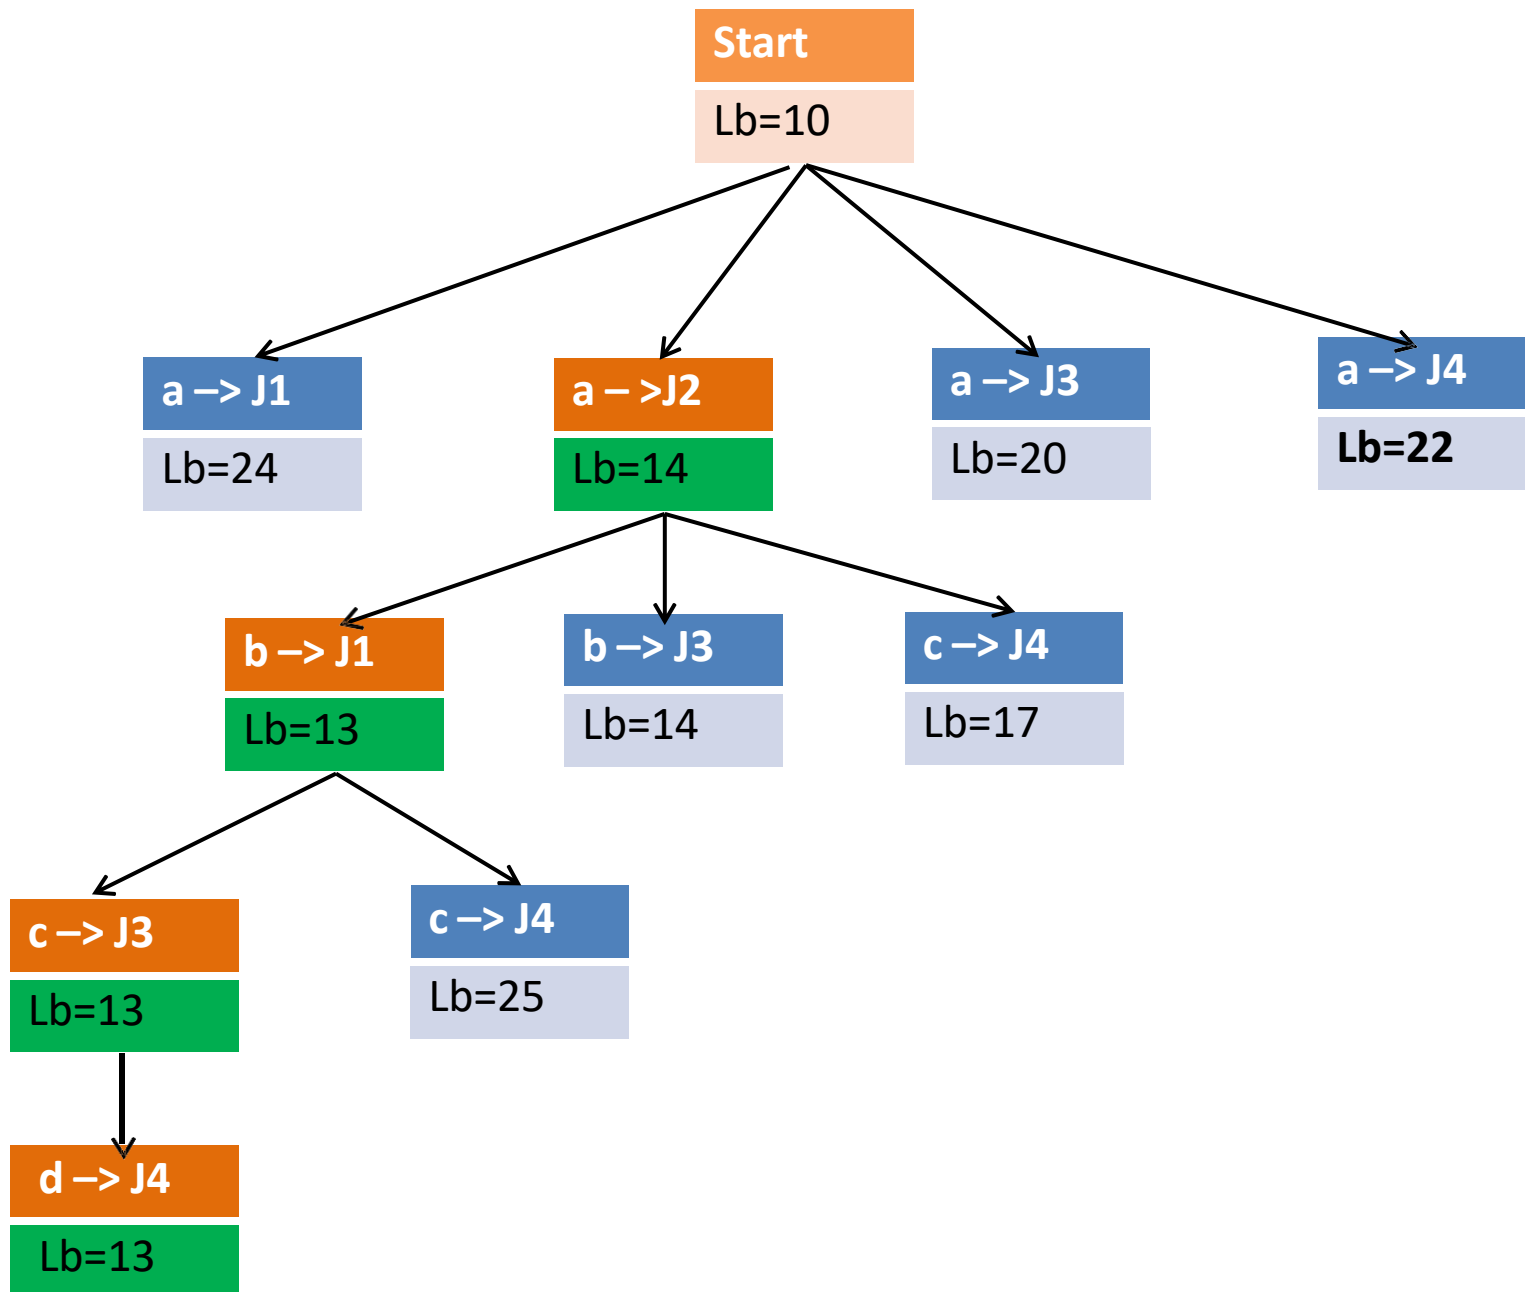 Start
Lb=10
a –> J1
Lb=24
a – >J2
Lb=14
a –> J3
Lb=20
a –> J4
Lb=22
b –> J1
Lb=13
b –> J3
Lb=14
c –> J4
Lb=17
c –> J3
Lb=13
c –> J4
Lb=25
d –> J4
Lb=13